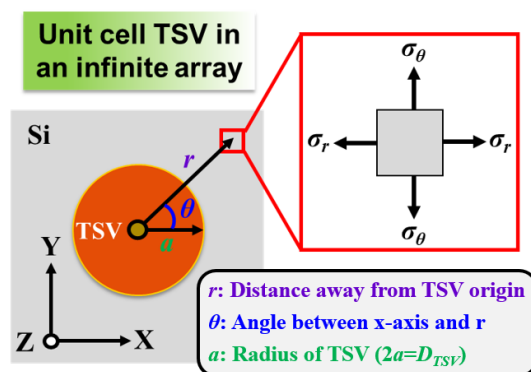 Unit cell TSV in
an infinite array
Si
r
θ
TSV
a
Y
Z
X
σθ
σr
σr
σθ
r: Distance away from TSV origin
θ: Angle between x-axis and r
a: Radius of TSV (2a=DTSV)